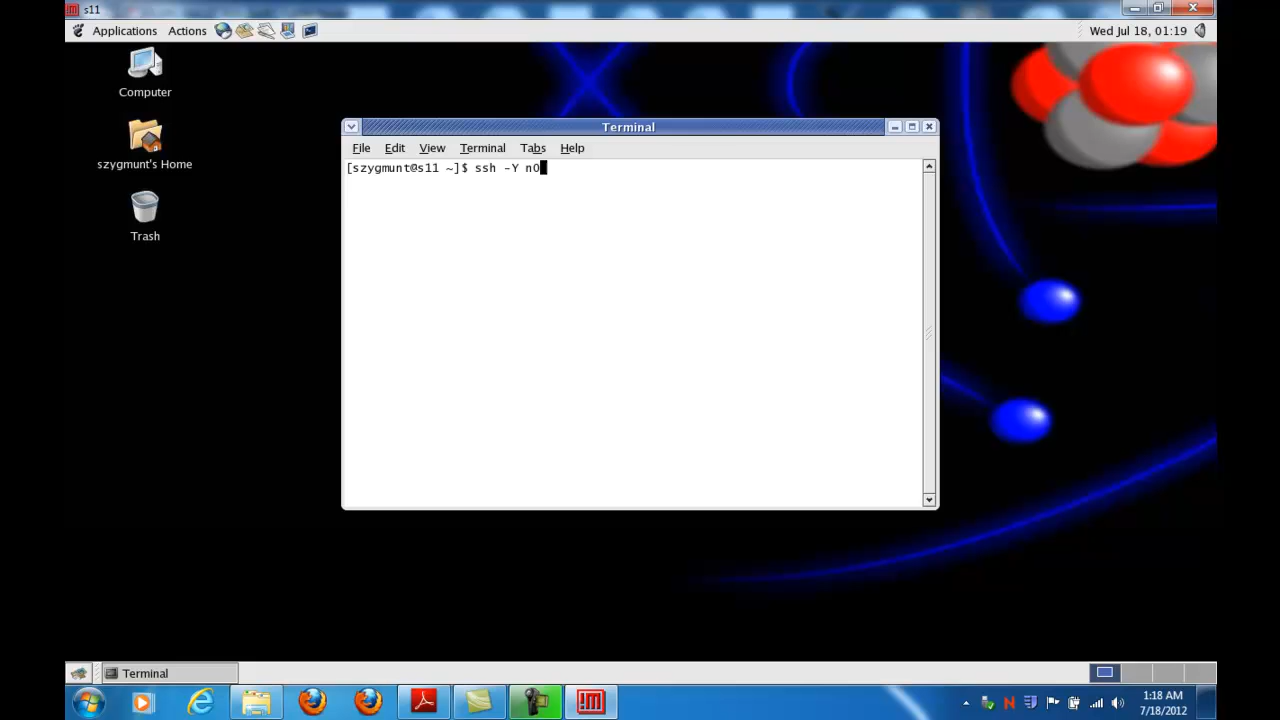 s11
Applications Actions Wed Jul 18, 01:19
Computer
szygmunt's Home
Trash
Terminal
File Edit View Terminal Tabs Help
[szygmunt@s11 ~]$ ssh -Y n0
Terminal
1:18 AM
7/18/2012